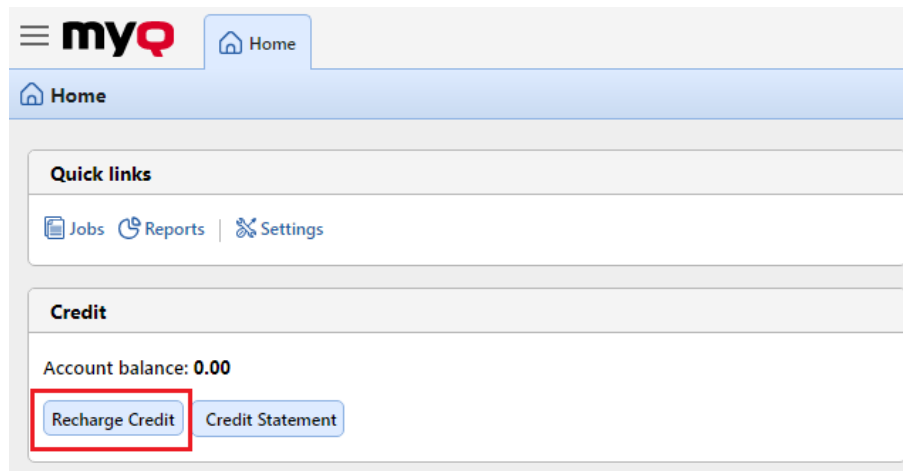 myQ Home
Home
Quick links
Jobs Reports | Settings
Credit
Account balance: 0.00
Recharge Credit Credit Statement